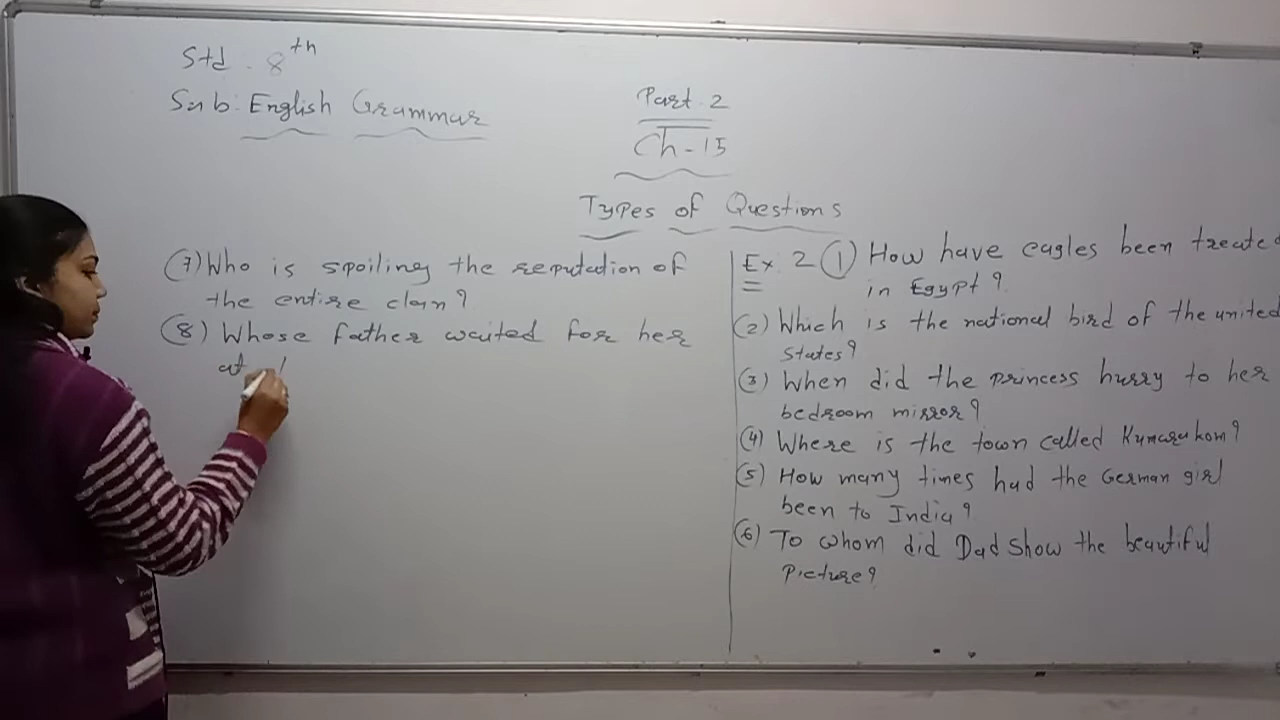 Std. 8th
Sub: English Grammar
Part. 2
Ch-15
Types of Questions
(7) Who is spoiling the reputation of
the entire clan?
(8) Whose father waited for her
at
Ex. 2 (1) How have eagles been treated
in Egypt?
(2) Which is the national bird of the united
states?
(3) When did the princess hurry to her
bedroom mirror?
(4) Where is the town called Kumarakom?
(5) How many times had the German girl
been to India?
(6) To whom did Dad show the beautiful
Picture?